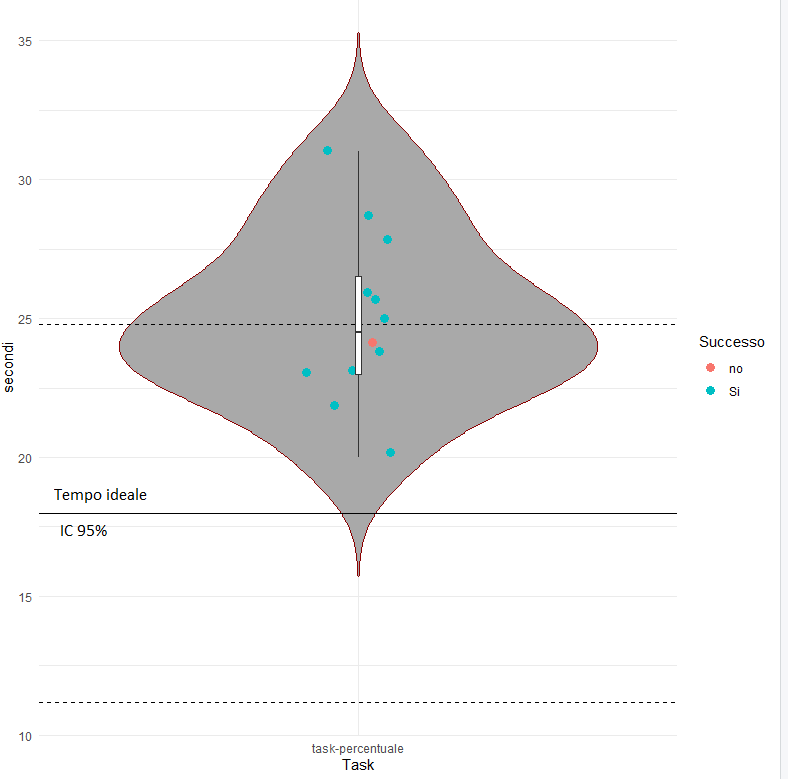 35
30
25
20
15
10
secondi
Tempo ideale
IC 95%
task-percentuale
Task
Successo
no
Si